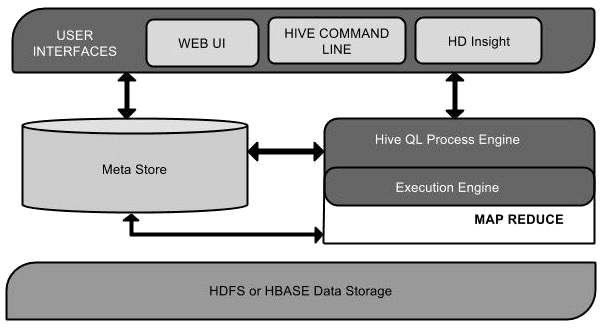 USER
INTERFACES
WEB UI
HIVE COMMAND
LINE
HD Insight
Meta Store
Hive QL Process Engine
Execution Engine
MAP REDUCE
HDFS or HBASE Data Storage